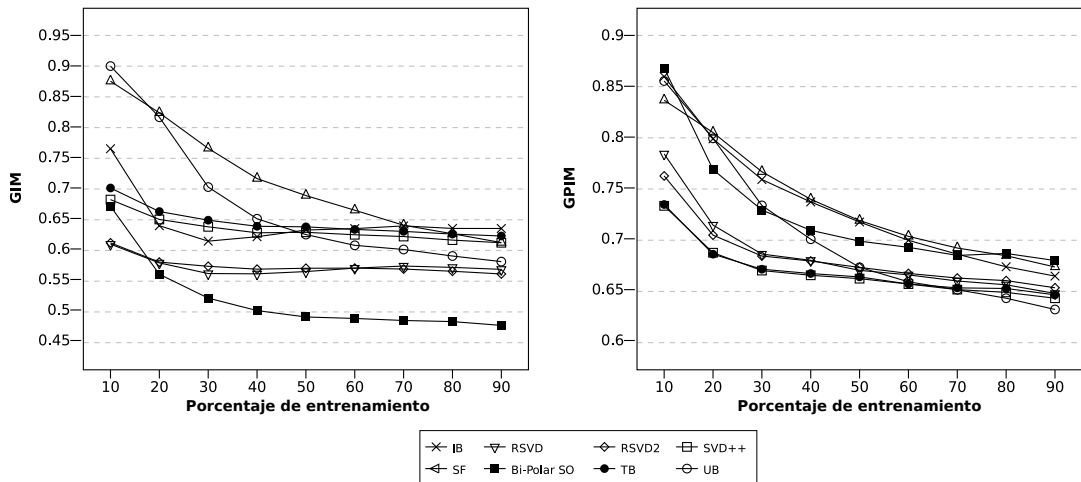 0.95
0.9
0.85
0.8
0.75
0.7
0.65
0.6
0.55
0.5
0.45
GIM
10 20 30 40 50 60 70 80 90
Porcentaje de entrenamiento
0.9
0.85
0.8
0.75
0.7
0.65
0.6
GPIM
10 20 30 40 50 60 70 80 90
Porcentaje de entrenamiento
IB RSVD RSVD2 SVD++
SF Bi-Polar SO TB UB